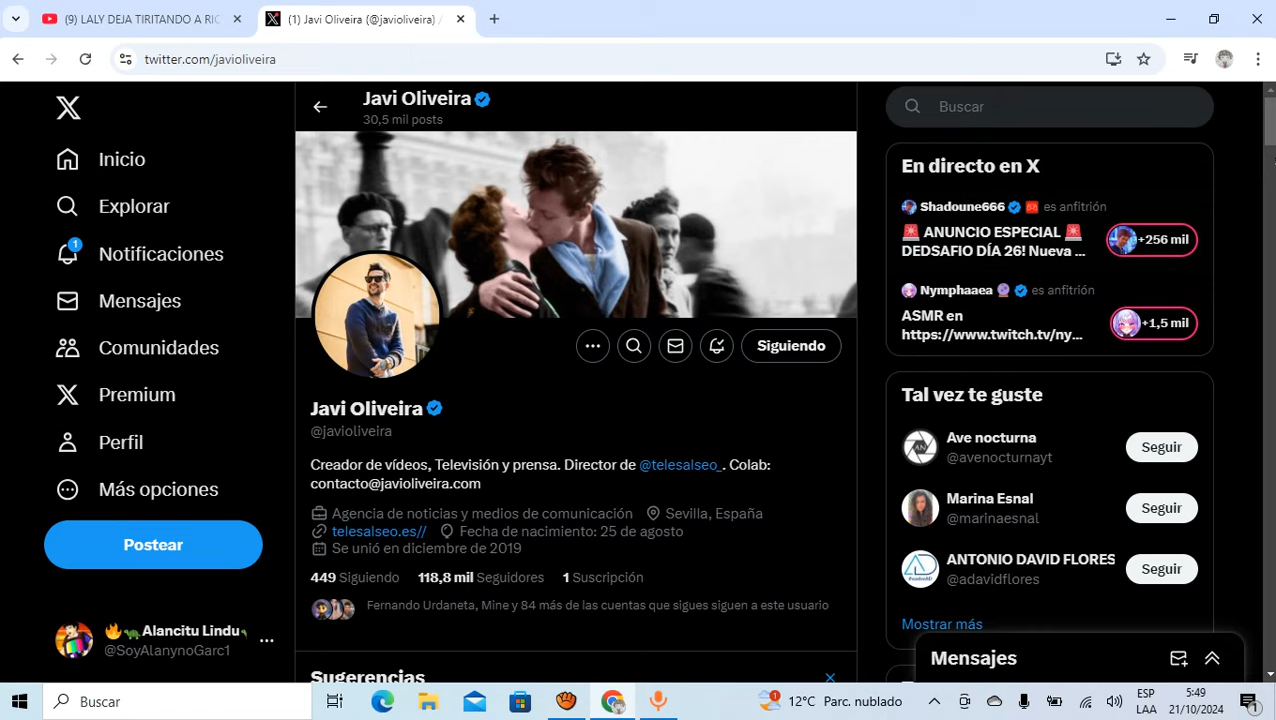 (9) LALY DEJA TIRITANDO A RIC
(1) Javi Oliveira (@javioliveira) /
twitter.com/javioliveira
Inicio
Explorar
1
Notificaciones
Mensajes
Comunidades
Premium
Perfil
Más opciones
Postear
🔥🐢Alancitu Lindu
@SoyAlanynoGarc1
Javi Oliveira
30,5 mil posts
Siguiendo
Javi Oliveira
@javioliveira
Creador de vídeos, Televisión y prensa. Director de @telesalseo_. Colab:
contacto@javioliveira.com
Agencia de noticias y medios de comunicación Sevilla, España
telesalseo.es// Fecha de nacimiento: 25 de agosto
Se unió en diciembre de 2019
449 Siguiendo 118,8 mil Seguidores 1 Suscripción
Fernando Urdaneta, Mine y 84 más de las cuentas que sigues siguen a este usuario
Sugerencias
Buscar
En directo en X
Shadoune666 es anfitrión
🚨 ANUNCIO ESPECIAL 🚨
DEDSAFIO DÍA 26! Nueva ...
+256 mil
Nymphaaea 🔮 es anfitrión
ASMR en
https://www.twitch.tv/ny...
+1,5 mil
Tal vez te guste
Ave nocturna
@avenocturnayt
Seguir
Marina Esnal
@marinaesnal
Seguir
ANTONIO DAVID FLORES
@adavidflores
Seguir
Mostrar más
Mensajes
Buscar
1
12°C Parc. nublado
ESP
LAA
5:49
21/10/2024
1